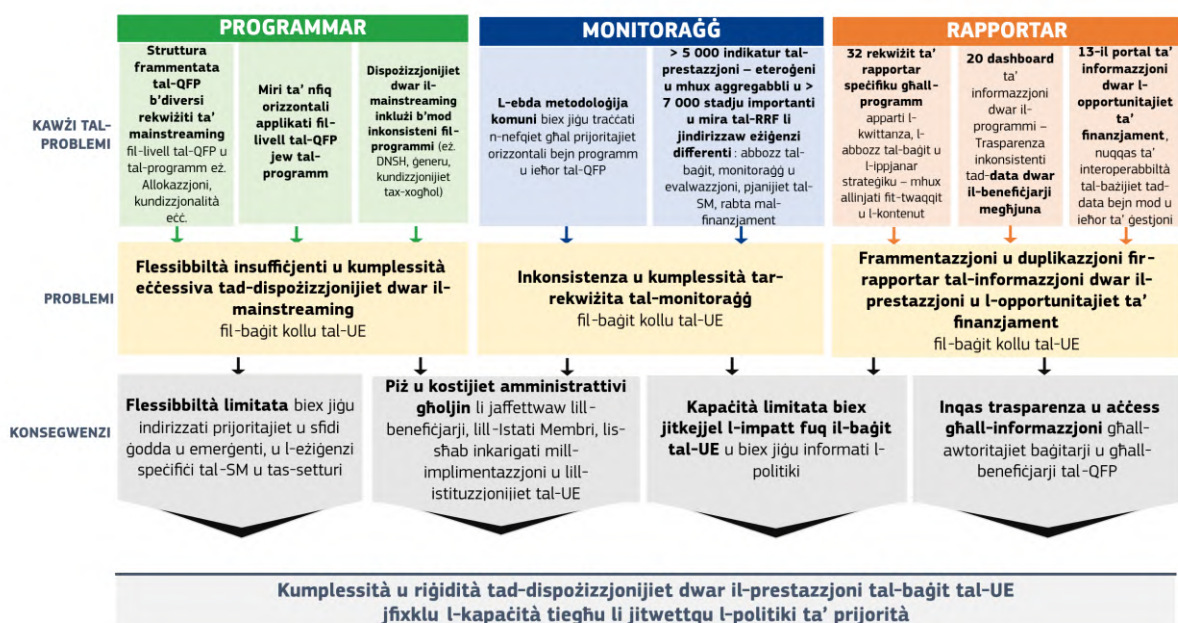 PROGRAMMAR
MONITORAĠĠ
RAPPORTAR
KAWŻI TAL-
PROBLEMI
Struttura
frammentata
tal-QFP
b'diversi
rekwiżiti ta'
mainstreaming
fil-livell tal-QFP u
tal-programm eż.
Allokazzjoni,
kundizzjonalità
eċċ.
Miri ta' nfiq
orizzontali
applikati fil-
livell tal-QFP
jew tal-
programm
Dispożizzjonijiet
dwar il-
mainstreaming
inklużi b'mod
inkonsistenti fil-
programmi (eż.
DNSH, ġeneru,
kundizzjonijiet
tax-xogħol)
L-ebda metodoloġija
komuni biex jiġu traċċati
n-nefqiet għal prijoritajiet
orizzontali bejn programm
u ieħor tal-QFP
> 5 000 indikatur tal-
prestazzjoni – eteroġeni
u mhux aggregabbli u >
7 000 stadju importanti
u mira tal-RRF li
jindirizzaw eżiġenzi
differenti : abbozz tal-
baġit, monitoraġġ u
evalwazzjoni, pjanijiet tal-
SM, rabta mal-
finanzjament
32 rekwiżit ta'
rapportar
speċifiku għall-
programm
apparti l-
kwittanza, l-
abbozz tal-baġit u
l-ippjanar
strateġiku – mhux
allinjati fit-twaqqit
u l-kontenut
20 dashboard
ta'
informazzjoni
dwar il-
programmi –
Trasparenza
inkonsistenti
tad-data dwar
il-benefiċjarji
megħjuna
13-il portal ta'
informazzjoni
dwar l-
opportunitajiet
ta'
finanzjament,
nuqqas ta'
interoperabbiltà
tal-bażijiet tad-
data bejn mod u
ieħor ta' ġestjoni
PROBLEMI
Flessibbiltà insuffiċjenti u kumplessità
eċċessiva tad-dispożizzjonijiet dwar il-
mainstreaming
fil-baġit kollu tal-UE
Inkonsistenza u kumplessità tar-
rekwiżita tal-monitoraġġ
fil-baġit kollu tal-UE
Frammentazzjoni u duplikazzjoni fir-
rapportar tal-informazzjoni dwar il-
prestazzjoni u l-opportunitajiet ta'
finanzjament
fil-baġit kollu tal-UE
KONSEGWENZI
Flessibbiltà limitata biex jiġu
indirizzati prijoritajiet u sfidi
ġodda u emerġenti, u l-eżiġenzi
speċifiċi tal-SM u tas-setturi
Piż u kostijiet amministrattivi
għoljin li jaffettwaw lill-
benefiċjarji, lill-Istati Membri, lis-
sħab inkarigati mill-
implimentazzjoni u lill-
istituzzjonijiet tal-UE
Kapaċità limitata biex
jitkejjel l-impatt fuq il-baġit
tal-UE u biex jiġu informati l-
politiki
Inqas trasparenza u aċċess
għall-informazzjoni għall-
awtoritajiet baġitarji u għall-
benefiċjarji tal-QFP
Kumplessità u riġidità tad-dispożizzjonijiet dwar il-prestazzjoni tal-baġit tal-UE
jfixklu l-kapaċità tiegħu li jitwettqu l-politiki ta' prijorità